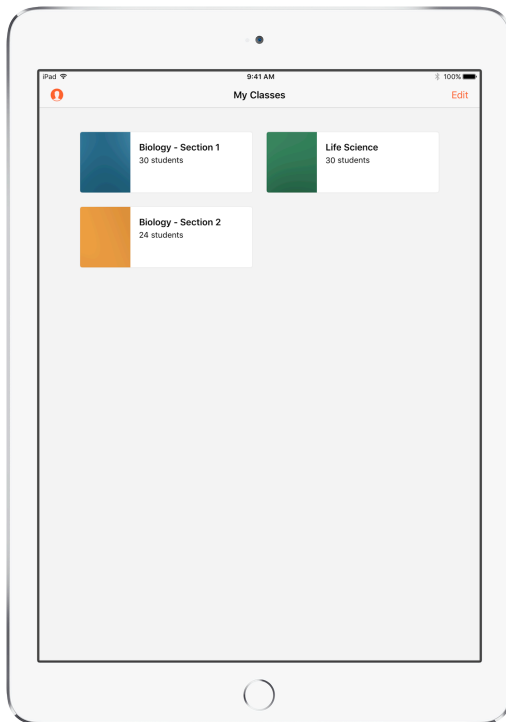 iPad 9:41 AM 100%
My Classes Edit
Biology - Section 1
30 students
Life Science
30 students
Biology - Section 2
24 students